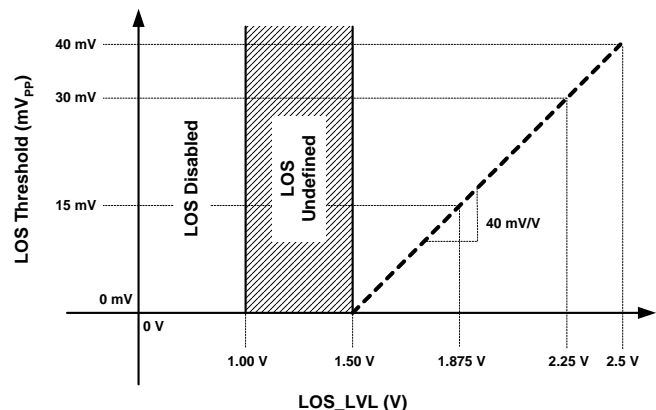 40 mV
30 mV
15 mV
0 mV
LOS Threshold (mVPP)
LOS Disabled
LOS
Undefined
40 mV/V
0 V
1.00 V
1.50 V
1.875 V
2.25 V
2.5 V
LOS_LVL (V)